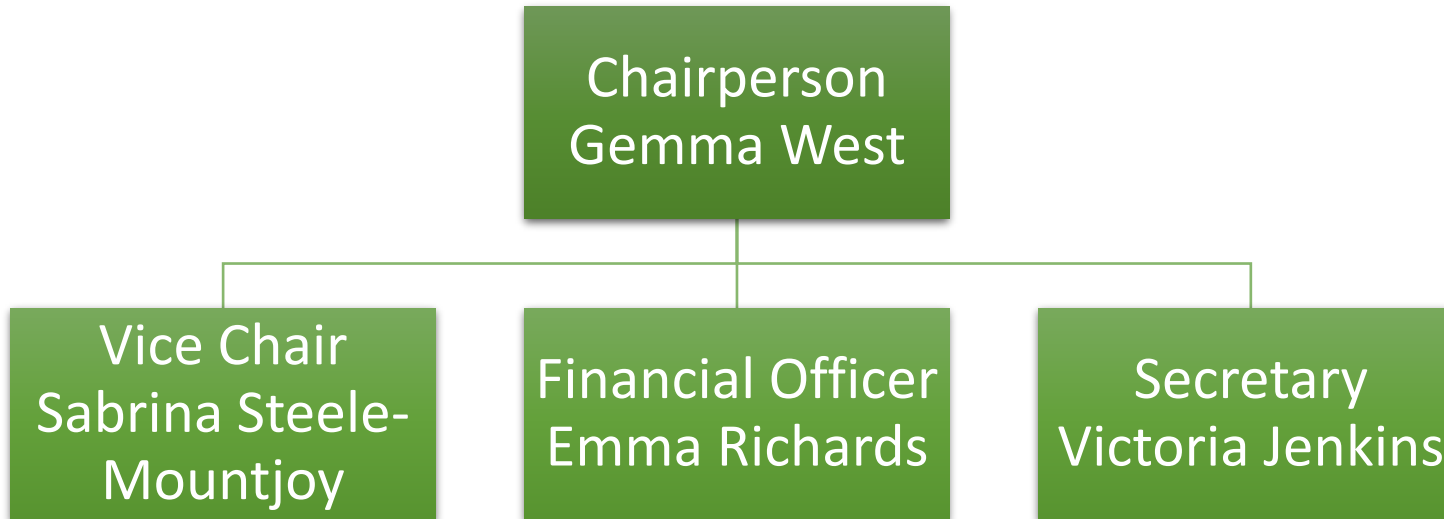 Chairperson
Gemma West
Vice Chair
Sabrina Steele-
Mountjoy
Financial Officer
Emma Richards
Secretary
Victoria Jenkins